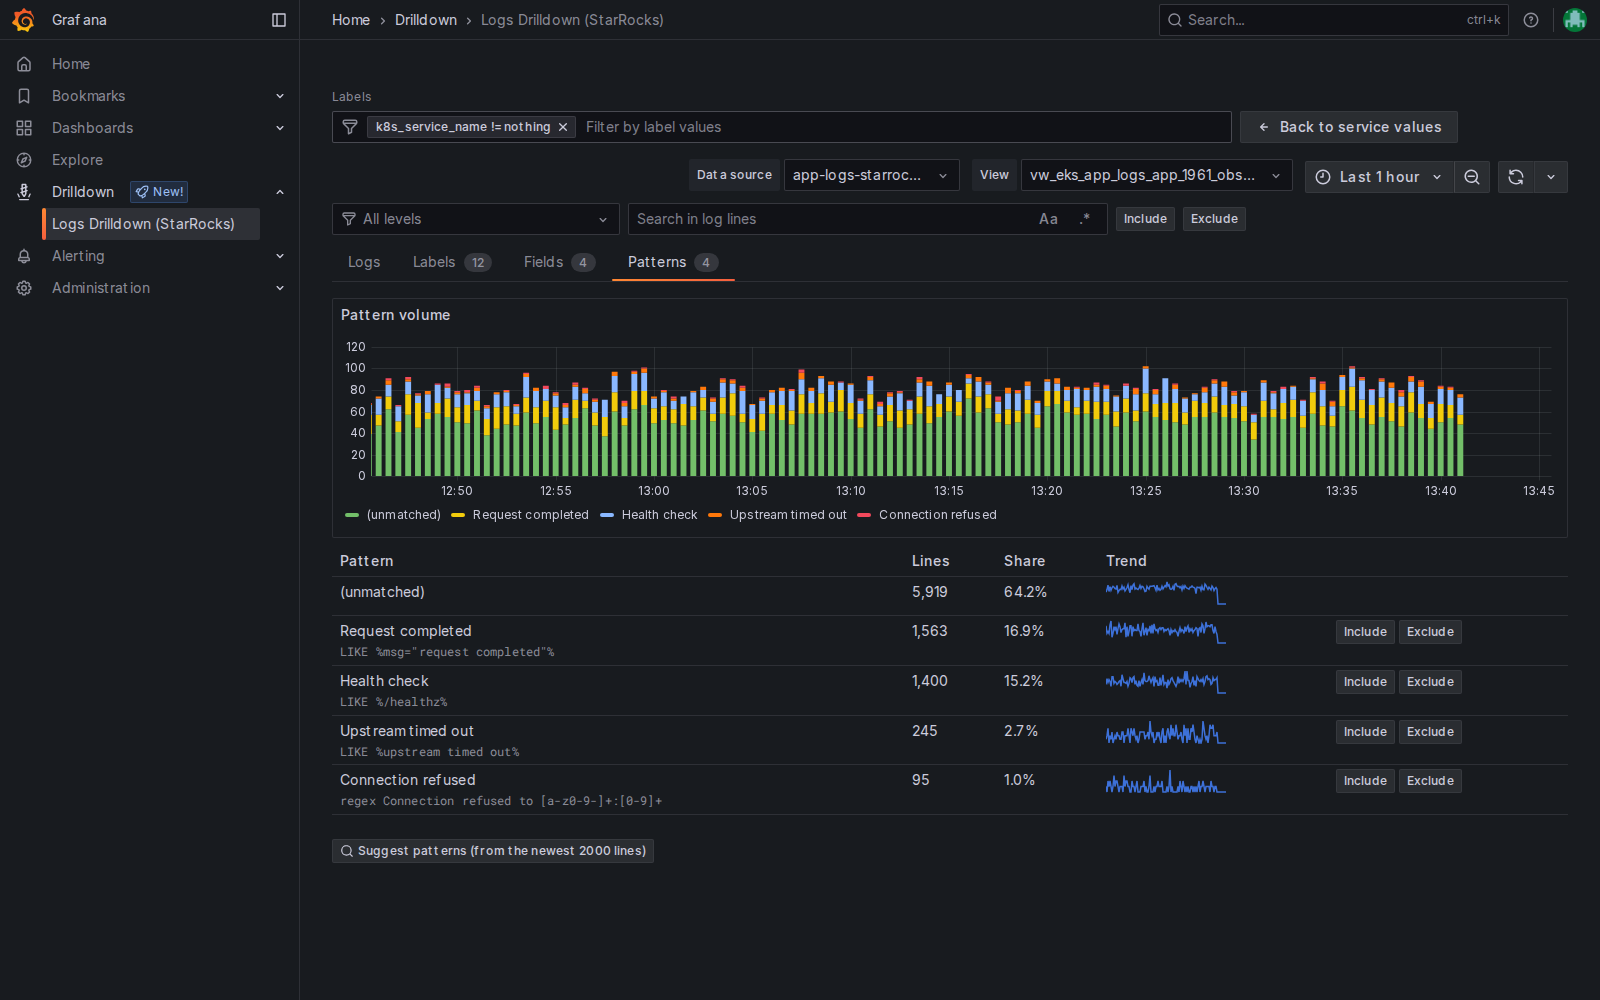 Grafana
Home › Drilldown › Logs Drilldown (StarRocks)
Search...
ctrl+k
Home
Bookmarks
Dashboards
Explore
Drilldown
New!
Logs Drilldown (StarRocks)
Alerting
Administration
Labels
k8s_service_name != nothing
Filter by label values
Back to service values
Data source
app-logs-starroc...
View
vw_eks_app_logs_app_1961_obs...
Last 1 hour
All levels
Search in log lines
Aa
.*
Include
Exclude
Logs
Labels 12
Fields 4
Patterns 4
Pattern volume
120
100
80
60
40
20
0
12:50 12:55 13:00 13:05 13:10 13:15 13:20 13:25 13:30 13:35 13:40 13:45
(unmatched) Request completed Health check Upstream timed out Connection refused
Pattern Lines Share Trend
(unmatched) 5,919 64.2%
Request completed 1,563 16.9% Include Exclude
LIKE %msg="request completed"%
Health check 1,400 15.2% Include Exclude
LIKE %/healthz%
Upstream timed out 245 2.7% Include Exclude
LIKE %upstream timed out%
Connection refused 95 1.0% Include Exclude
regex Connection refused to [a-z0-9-]+:[0-9]+
Suggest patterns (from the newest 2000 lines)